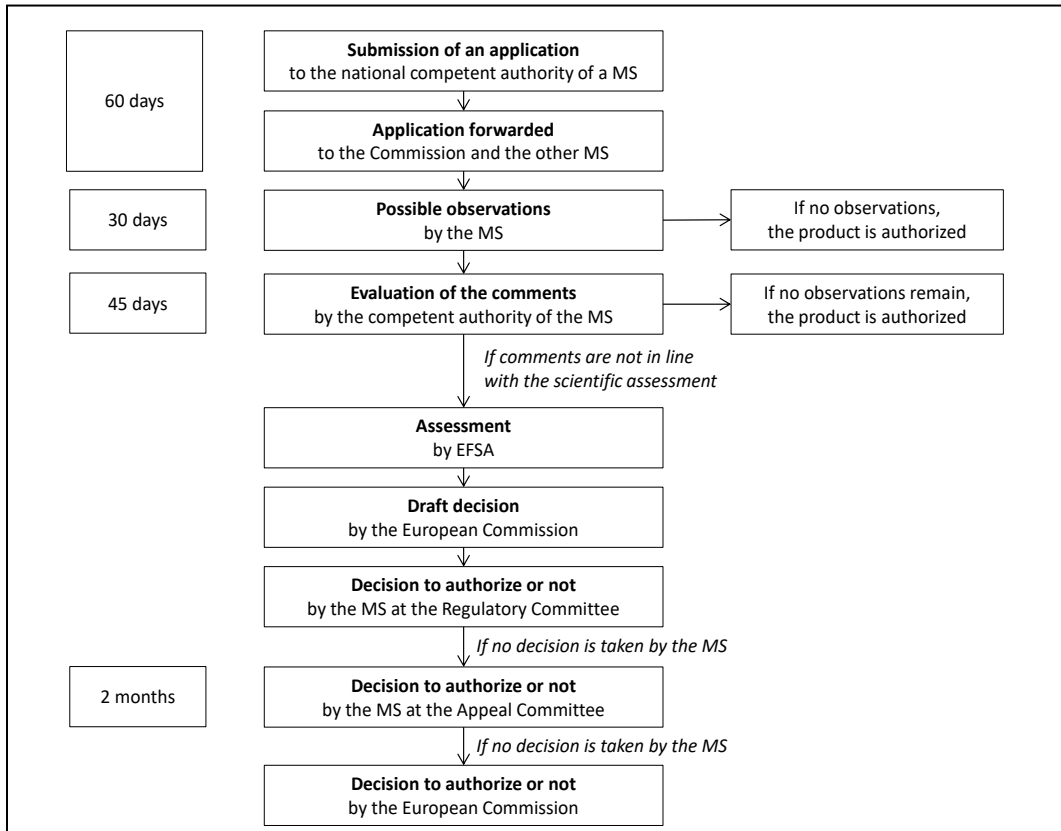 60 days
Submission of an application
to the national competent authority of a MS
Application forwarded
to the Commission and the other MS
30 days
Possible observations
by the MS
If no observations,
the product is authorized
45 days
Evaluation of the comments
by the competent authority of the MS
If no observations remain,
the product is authorized
If comments are not in line
with the scientific assessment
Assessment
by EFSA
Draft decision
by the European Commission
Decision to authorize or not
by the MS at the Regulatory Committee
If no decision is taken by the MS
2 months
Decision to authorize or not
by the MS at the Appeal Committee
If no decision is taken by the MS
Decision to authorize or not
by the European Commission